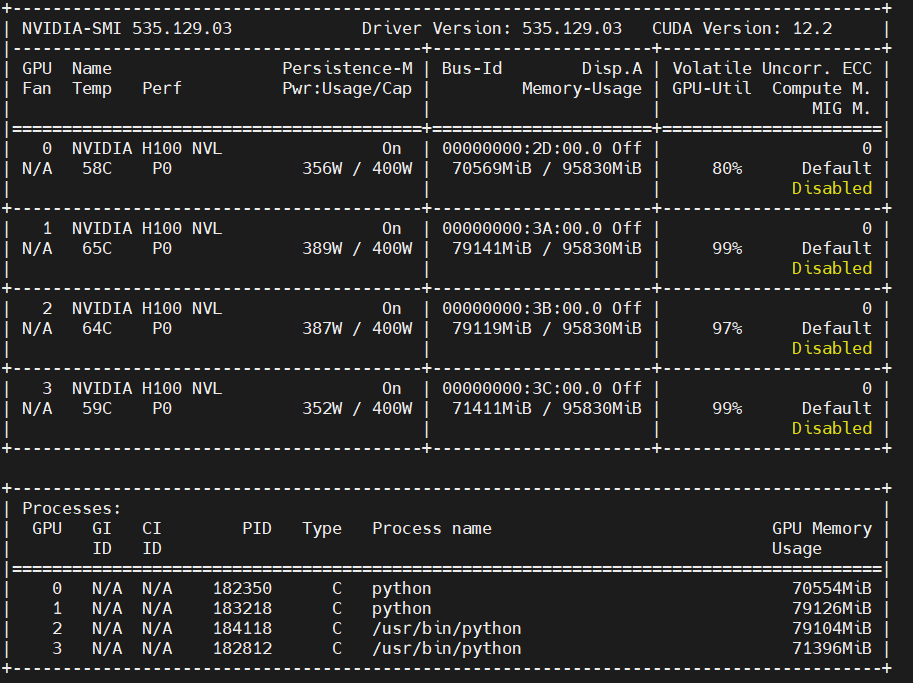 +---------------------------------------------------------------------------------------+
| NVIDIA-SMI 535.129.03             Driver Version: 535.129.03   CUDA Version: 12.2     |
|-----------------------------------------+----------------------+----------------------+
| GPU  Name                 Persistence-M | Bus-Id        Disp.A | Volatile Uncorr. ECC |
| Fan  Temp   Perf          Pwr:Usage/Cap |         Memory-Usage | GPU-Util  Compute M. |
|                                         |                      |               MIG M. |
|=========================================+======================+======================|
|   0  NVIDIA H100 NVL                On  | 00000000:2D:00.0 Off |                    0 |
| N/A   58C    P0             356W / 400W |  70569MiB / 95830MiB |     80%      Default |
|                                         |                      |             Disabled |
+-----------------------------------------+----------------------+----------------------+
|   1  NVIDIA H100 NVL                On  | 00000000:3A:00.0 Off |                    0 |
| N/A   65C    P0             389W / 400W |  79141MiB / 95830MiB |     99%      Default |
|                                         |                      |             Disabled |
+-----------------------------------------+----------------------+----------------------+
|   2  NVIDIA H100 NVL                On  | 00000000:3B:00.0 Off |                    0 |
| N/A   64C    P0             387W / 400W |  79119MiB / 95830MiB |     97%      Default |
|                                         |                      |             Disabled |
+-----------------------------------------+----------------------+----------------------+
|   3  NVIDIA H100 NVL                On  | 00000000:3C:00.0 Off |                    0 |
| N/A   59C    P0             352W / 400W |  71411MiB / 95830MiB |     99%      Default |
|                                         |                      |             Disabled |
+-----------------------------------------+----------------------+----------------------+

+---------------------------------------------------------------------------------------+
| Processes:                                                                            |
|  GPU   GI   CI        PID   Type   Process name                            GPU Memory |
|        ID   ID                                                             Usage      |
|=======================================================================================|
|    0   N/A  N/A    182350      C   python                                    70554MiB |
|    1   N/A  N/A    183218      C   python                                    79126MiB |
|    2   N/A  N/A    184118      C   /usr/bin/python                           79104MiB |
|    3   N/A  N/A    182812      C   /usr/bin/python                           71396MiB |
+---------------------------------------------------------------------------------------+